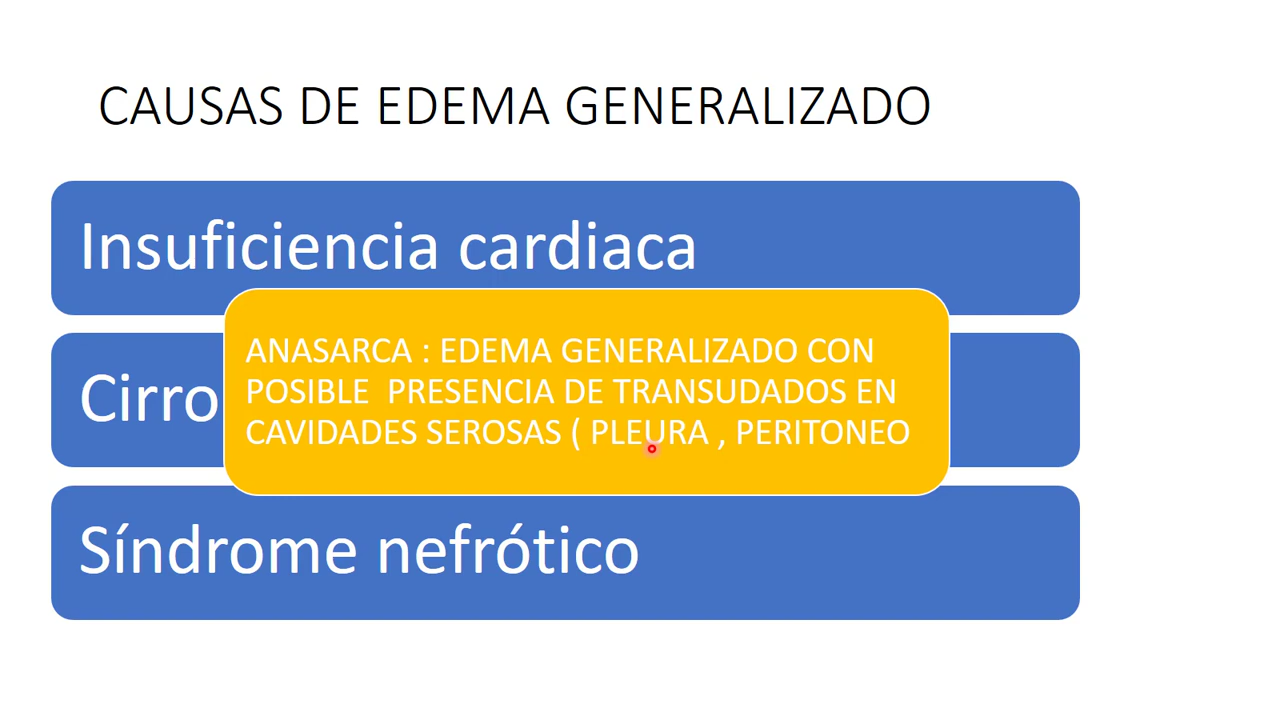 CAUSAS DE EDEMA GENERALIZADO
Insuficiencia cardiaca
ANASARCA : EDEMA GENERALIZADO CON
POSIBLE PRESENCIA DE TRANSUDADOS EN
CAVIDADES SEROSAS ( PLEURA , PERITONEO
Cirro
Síndrome nefrótico